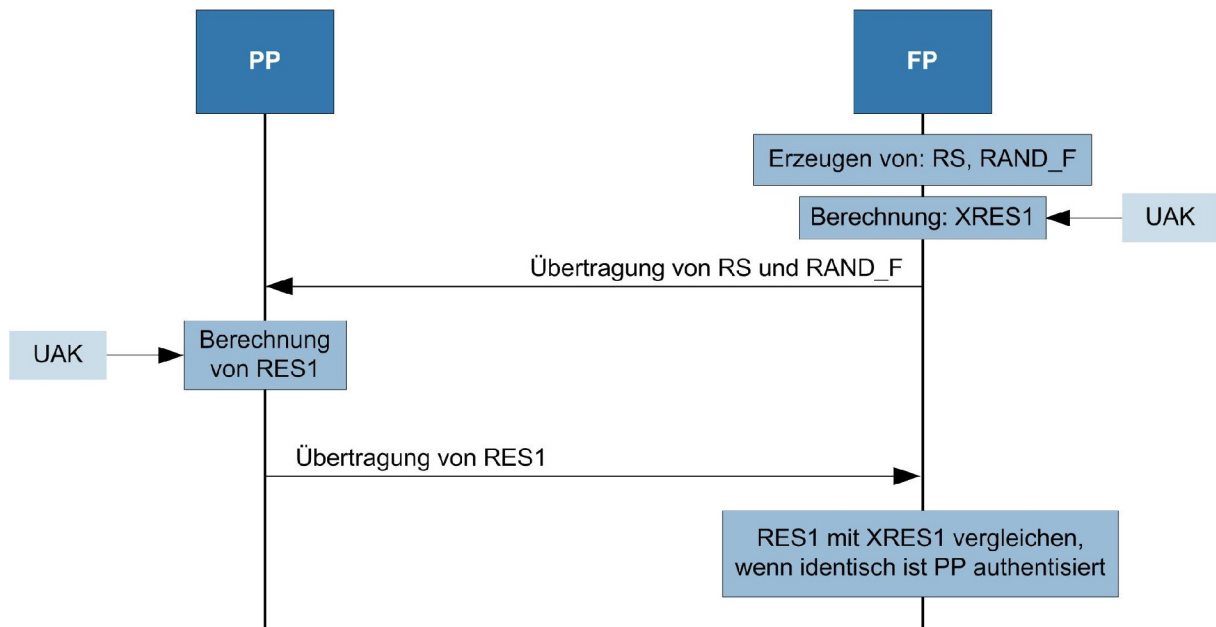 PP
FP
Erzeugen von: RS, RAND_F
Berechnung: XRES1
UAK
Übertragung von RS und RAND_F
UAK
Berechnung
von RES1
Übertragung von RES1
RES1 mit XRES1 vergleichen,
wenn identisch ist PP authentisiert